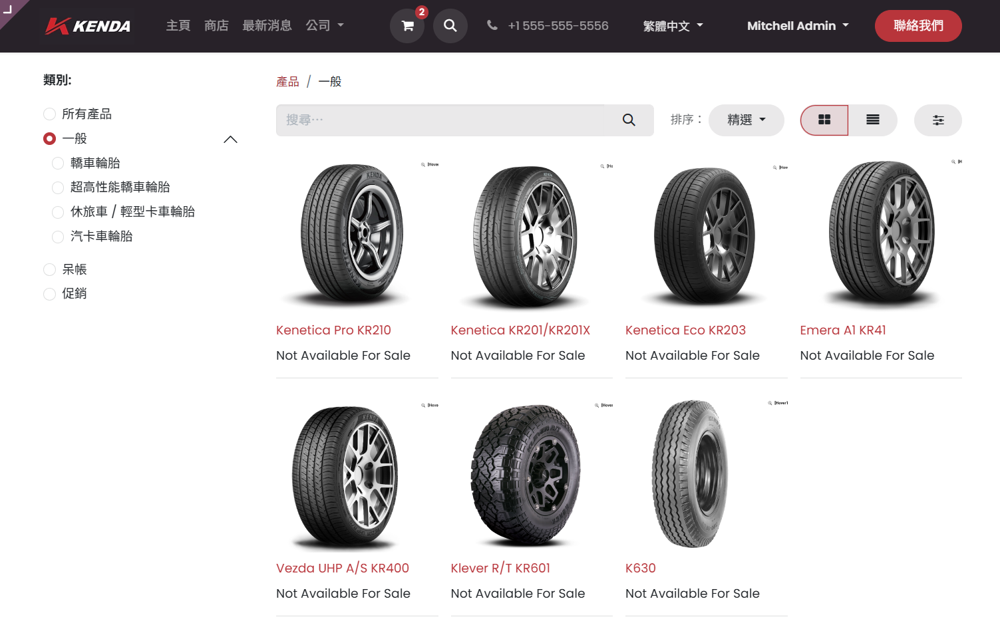 KENDA
主頁 商店 最新消息 公司
2
+1 555-555-5556
繁體中文
Mitchell Admin
聯絡我們
類別:
所有產品
一般
轎車輪胎
超高性能轎車輪胎
休旅車 / 輕型卡車輪胎
汽卡車輪胎
呆帳
促銷
產品 / 一般
搜尋…
排序：
精選
Kenetica Pro KR210
Not Available For Sale
Kenetica KR201/KR201X
Not Available For Sale
Kenetica Eco KR203
Not Available For Sale
Emera A1 KR41
Not Available For Sale
Vezda UHP A/S KR400
Not Available For Sale
Klever R/T KR601
Not Available For Sale
K630
Not Available For Sale